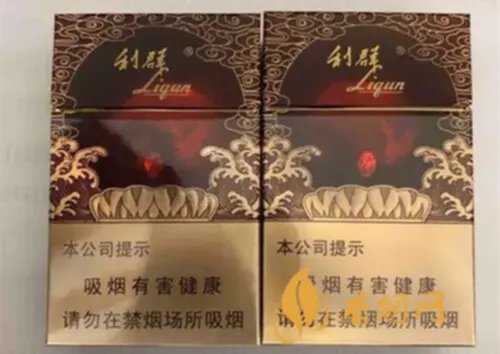 利群®
Liqun
本公司提示
吸烟有害健康
请勿在禁烟场所吸烟
利群®
Liqun
本公司提示
吸烟有害健康
请勿在禁烟场所吸烟